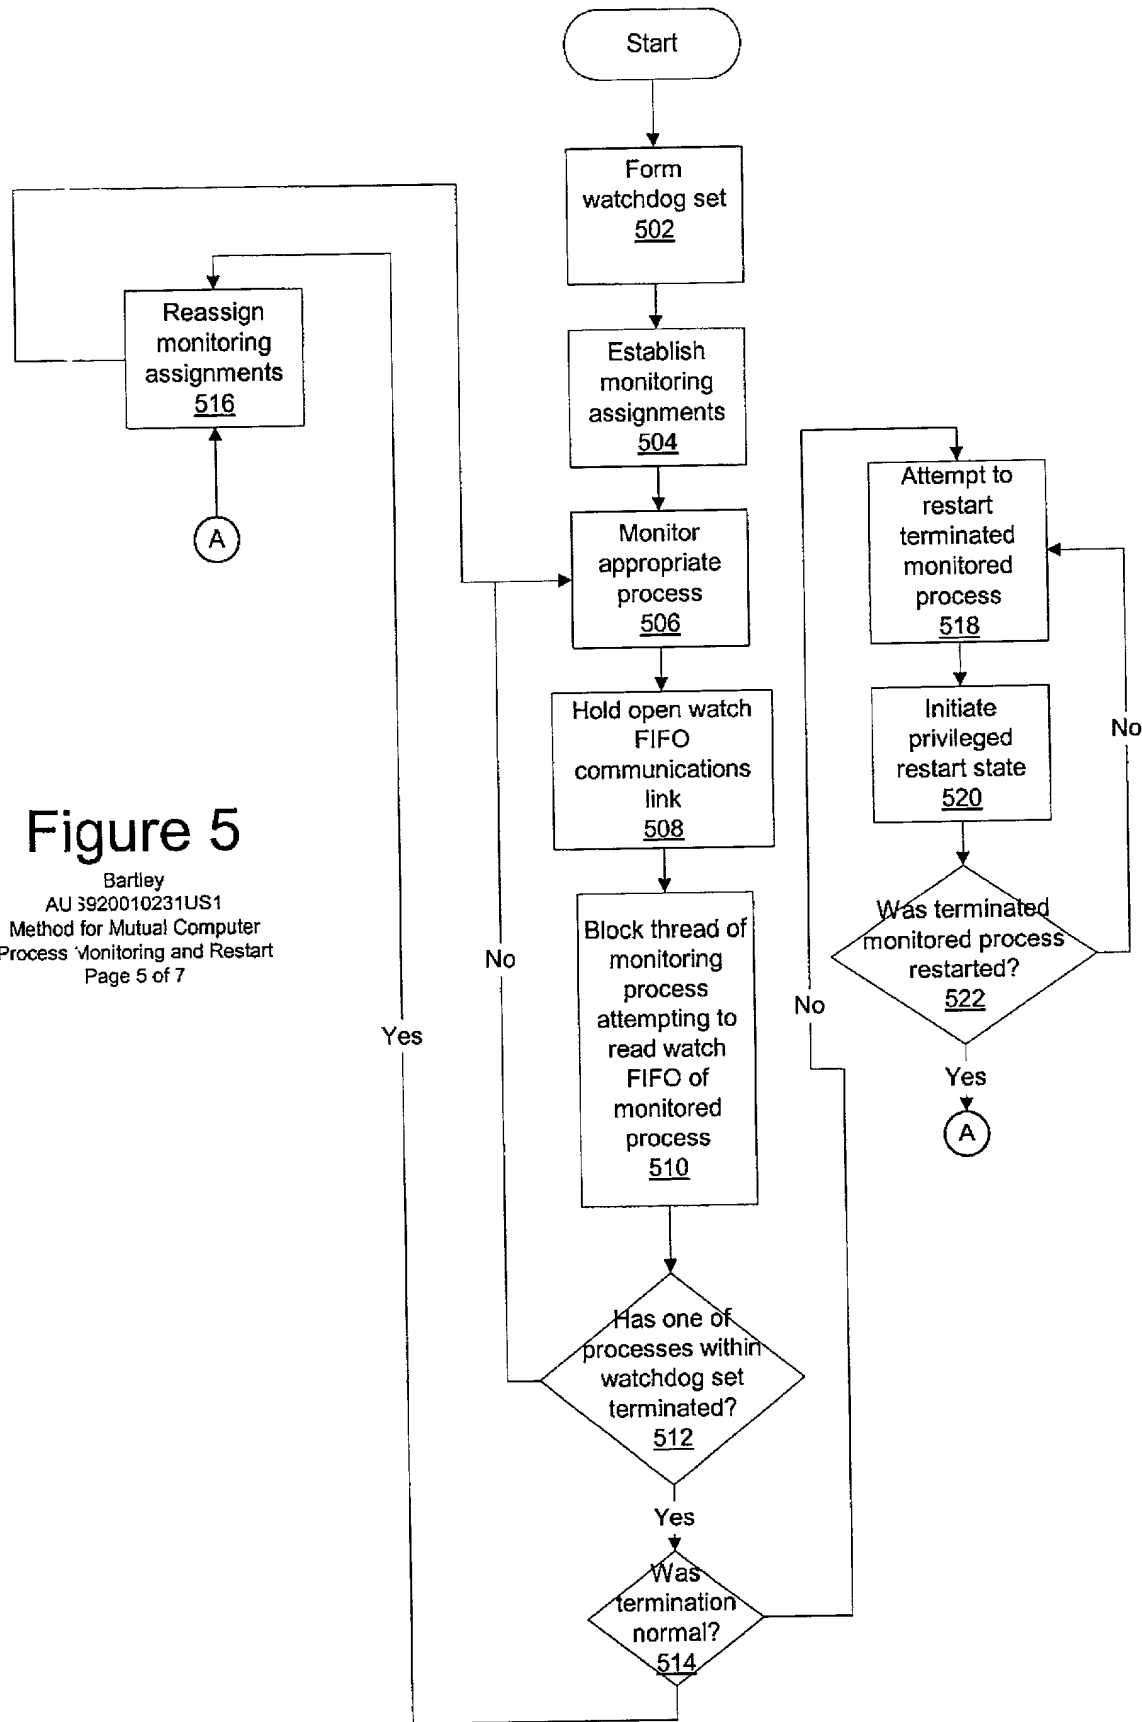 Start
Form
watchdog set
502
Establish
monitoring
assignments
504
Reassign
monitoring
assignments
516
A
Monitor
appropriate
process
506
Hold open watch
FIFO
communications
link
508
Block thread of
monitoring
process
attempting to
read watch
FIFO of
monitored
process
510
Has one of
processes within
watchdog set
terminated?
512
No
Yes
Was
termination
normal?
514
Yes
No
Attempt to
restart
terminated
monitored
process
518
Initiate
privileged
restart state
520
Was terminated
monitored process
restarted?
522
No
Yes
A
Figure 5
Bartley
AU S920010231US1
Method for Mutual Computer
Process Monitoring and Restart
Page 5 of 7